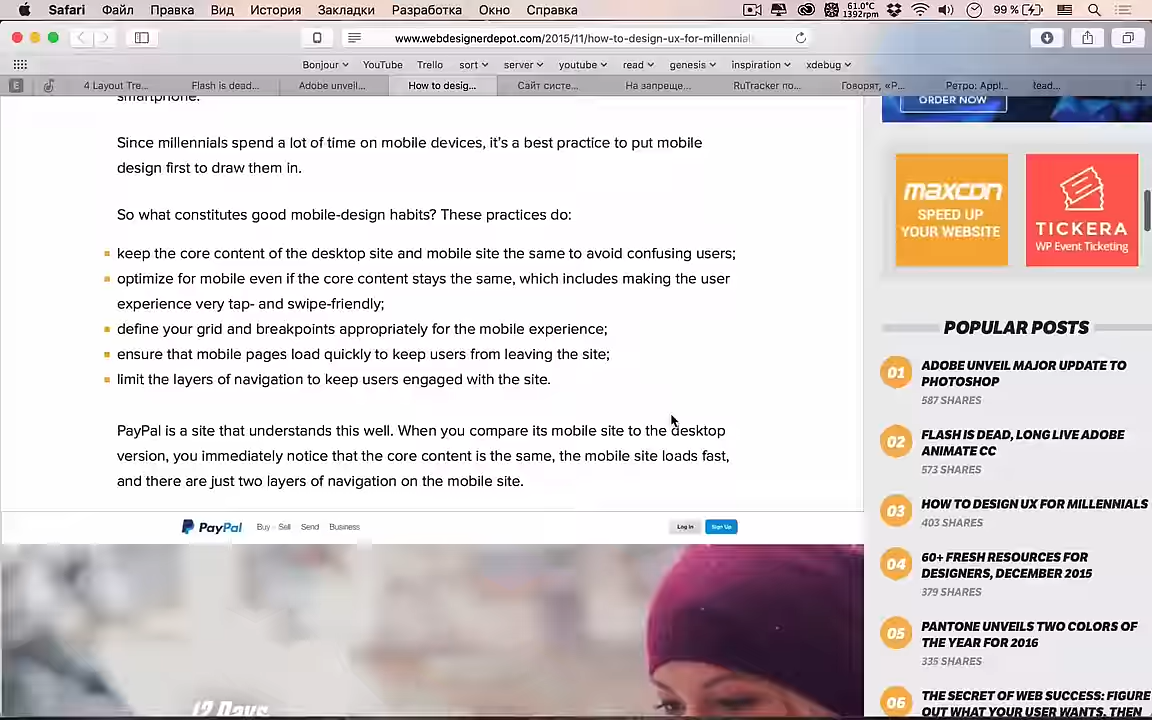 Safari Файл Правка Вид История Закладки Разработка Окно Справка 61.0°C 1392rpm 99 %
www.webdesignerdepot.com/2015/11/how-to-design-ux-for-millennial
Bonjour YouTube Trello sort server youtube read genesis inspiration xdebug
E 4 Layout Tre... Flash is dead... Adobe unveil... How to desig... Сайт систе... На запреще... RuTracker по... Говорят, «Р... Ретро: Appl... tead...
smartphone.
Since millennials spend a lot of time on mobile devices, it’s a best practice to put mobile
design first to draw them in.
So what constitutes good mobile-design habits? These practices do:
keep the core content of the desktop site and mobile site the same to avoid confusing users;
optimize for mobile even if the core content stays the same, which includes making the user
experience very tap- and swipe-friendly;
define your grid and breakpoints appropriately for the mobile experience;
ensure that mobile pages load quickly to keep users from leaving the site;
limit the layers of navigation to keep users engaged with the site.
PayPal is a site that understands this well. When you compare its mobile site to the desktop
version, you immediately notice that the core content is the same, the mobile site loads fast,
and there are just two layers of navigation on the mobile site.
PayPal Buy Sell Send Business Log In Sign Up
12 Days
ORDER NOW
maxcon
SPEED UP
YOUR WEBSITE
TICKERA
WP Event Ticketing
POPULAR POSTS
01 ADOBE UNVEIL MAJOR UPDATE TO
PHOTOSHOP
587 SHARES
02 FLASH IS DEAD, LONG LIVE ADOBE
ANIMATE CC
573 SHARES
03 HOW TO DESIGN UX FOR MILLENNIALS
403 SHARES
04 60+ FRESH RESOURCES FOR
DESIGNERS, DECEMBER 2015
379 SHARES
05 PANTONE UNVEILS TWO COLORS OF
THE YEAR FOR 2016
335 SHARES
06 THE SECRET OF WEB SUCCESS: FIGURE
OUT WHAT YOUR USER WANTS, THEN